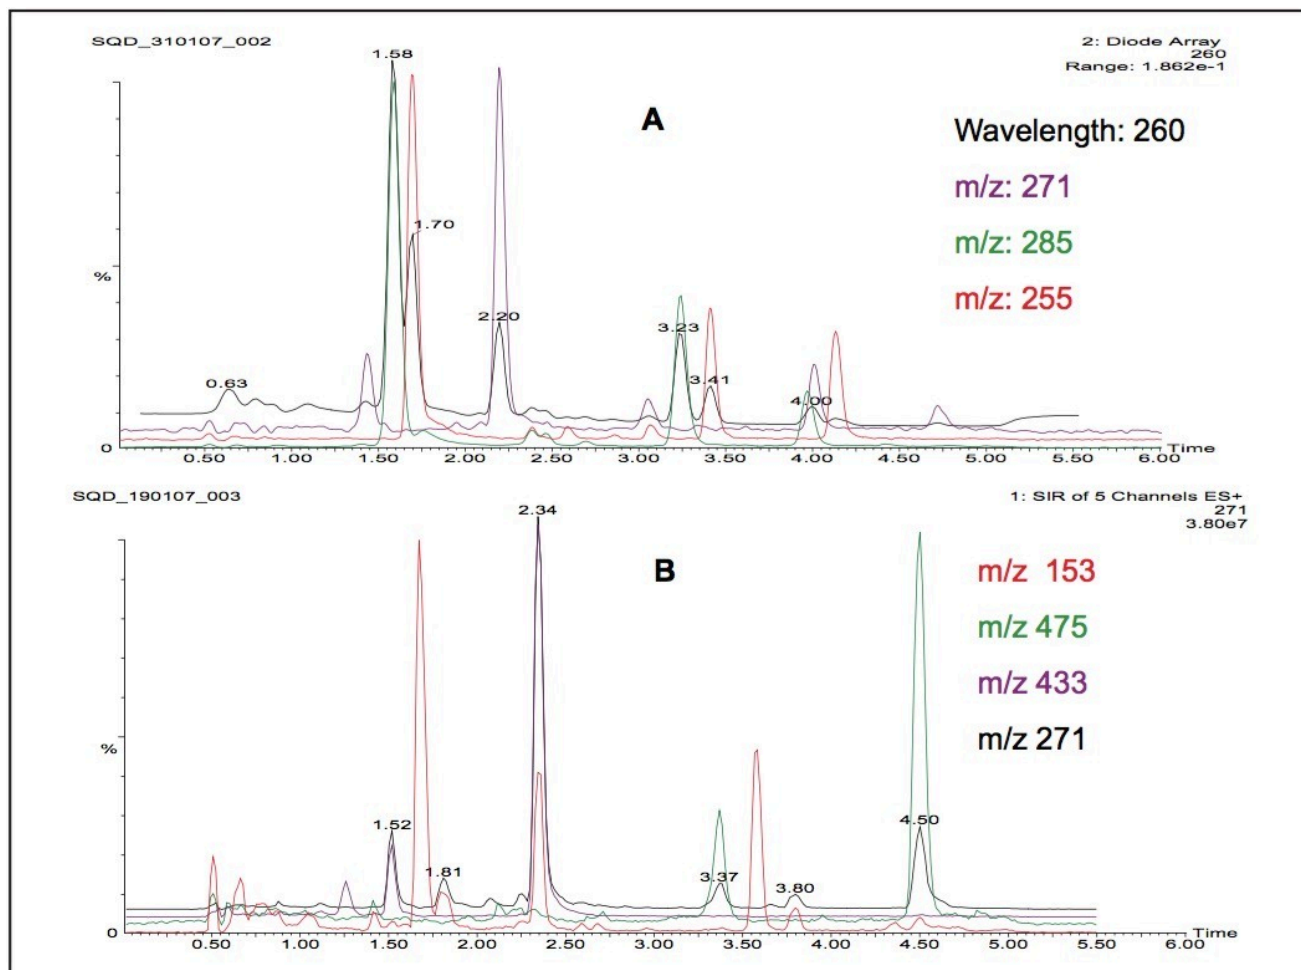 SQD_310107_002
2: Diode Array
260
Range: 1.862e-1
1.58
A
Wavelength: 260
m/z: 271
m/z: 285
m/z: 255
1.70
%
2.20
3.23
3.41
0.63
4.00
0
0.50 1.00 1.50 2.00 2.50 3.00 3.50 4.00 4.50 5.00 5.50 6.00 Time
SQD_190107_003
1: SIR of 5 Channels ES+
271
3.80e7
2.34
B
m/z 153
m/z 475
m/z 433
m/z 271
%
1.52
4.50
1.81
3.37
3.80
0
0.50 1.00 1.50 2.00 2.50 3.00 3.50 4.00 4.50 5.00 5.50 6.00 Time